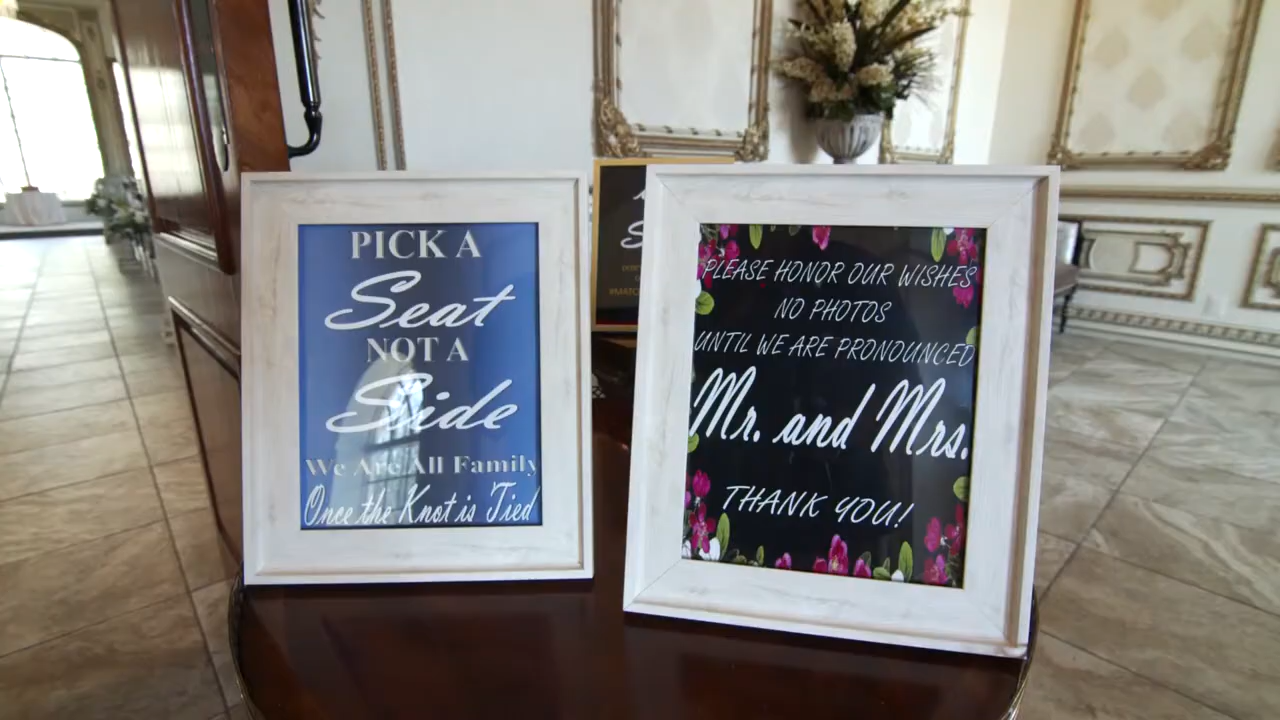 PICK A
Seat
NOT A
Side
We Are All Family
Once the Knot is Tied
PLEASE HONOR OUR WISHES
NO PHOTOS
UNTIL WE ARE PRONOUNCED
Mr. and Mrs.
THANK YOU!